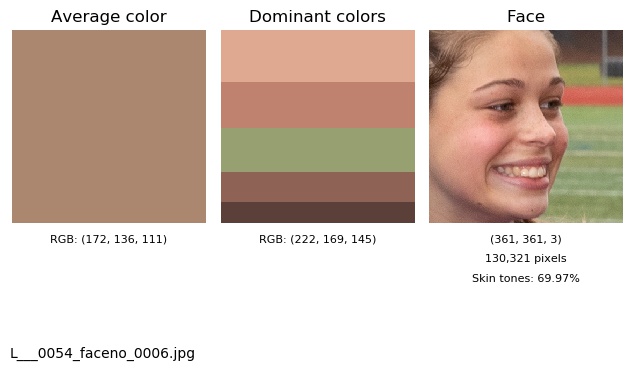 Average color
Dominant colors
Face
RGB: (172, 136, 111)
RGB: (222, 169, 145)
(361, 361, 3)
130,321 pixels
Skin tones: 69.97%
L___0054_faceno_0006.jpg